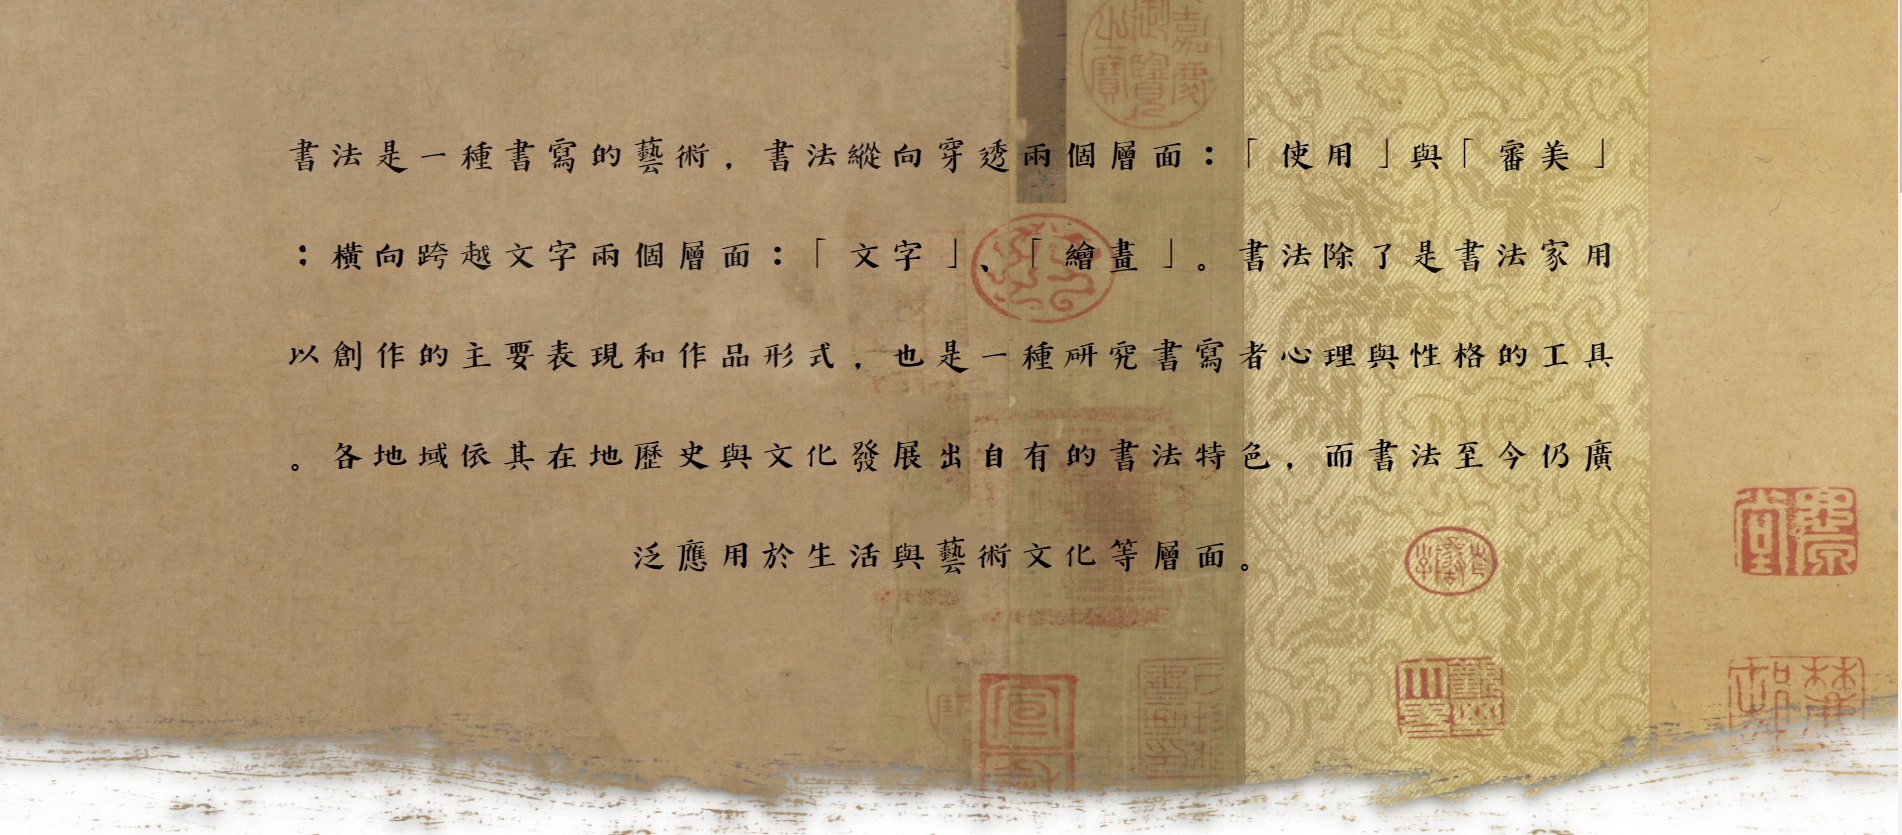 嘉慶
御覽
之寶
書法是一種書寫的藝術，書法縱向穿透兩個層面：「使用」與「審美」
；橫向跨越文字兩個層面：「文字」、「繪畫」。書法除了是書法家用
以創作的主要表現和作品形式，也是一種研究書寫者心理與性格的工具
。各地域依其在地歷史與文化發展出自有的書法特色，而書法至今仍廣
泛應用於生活與藝術文化等層面。